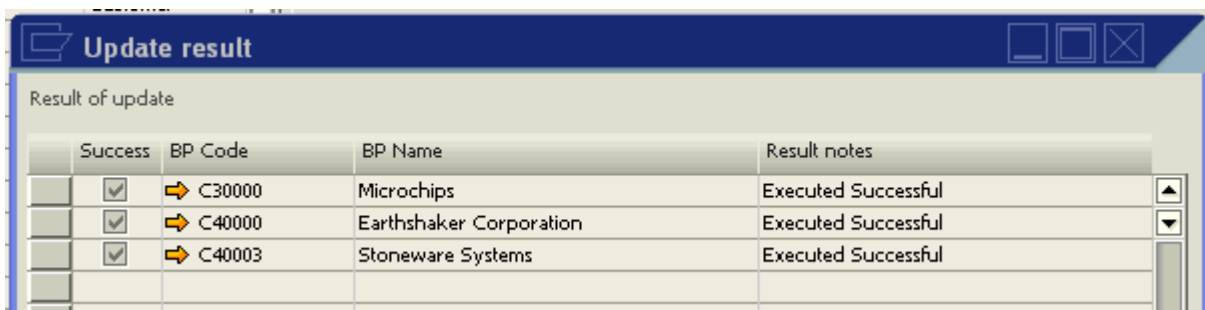 Update result
Result of update
Success BP Code BP Name Result notes
C30000 Microchips Executed Successful
C40000 Earthshaker Corporation Executed Successful
C40003 Stoneware Systems Executed Successful